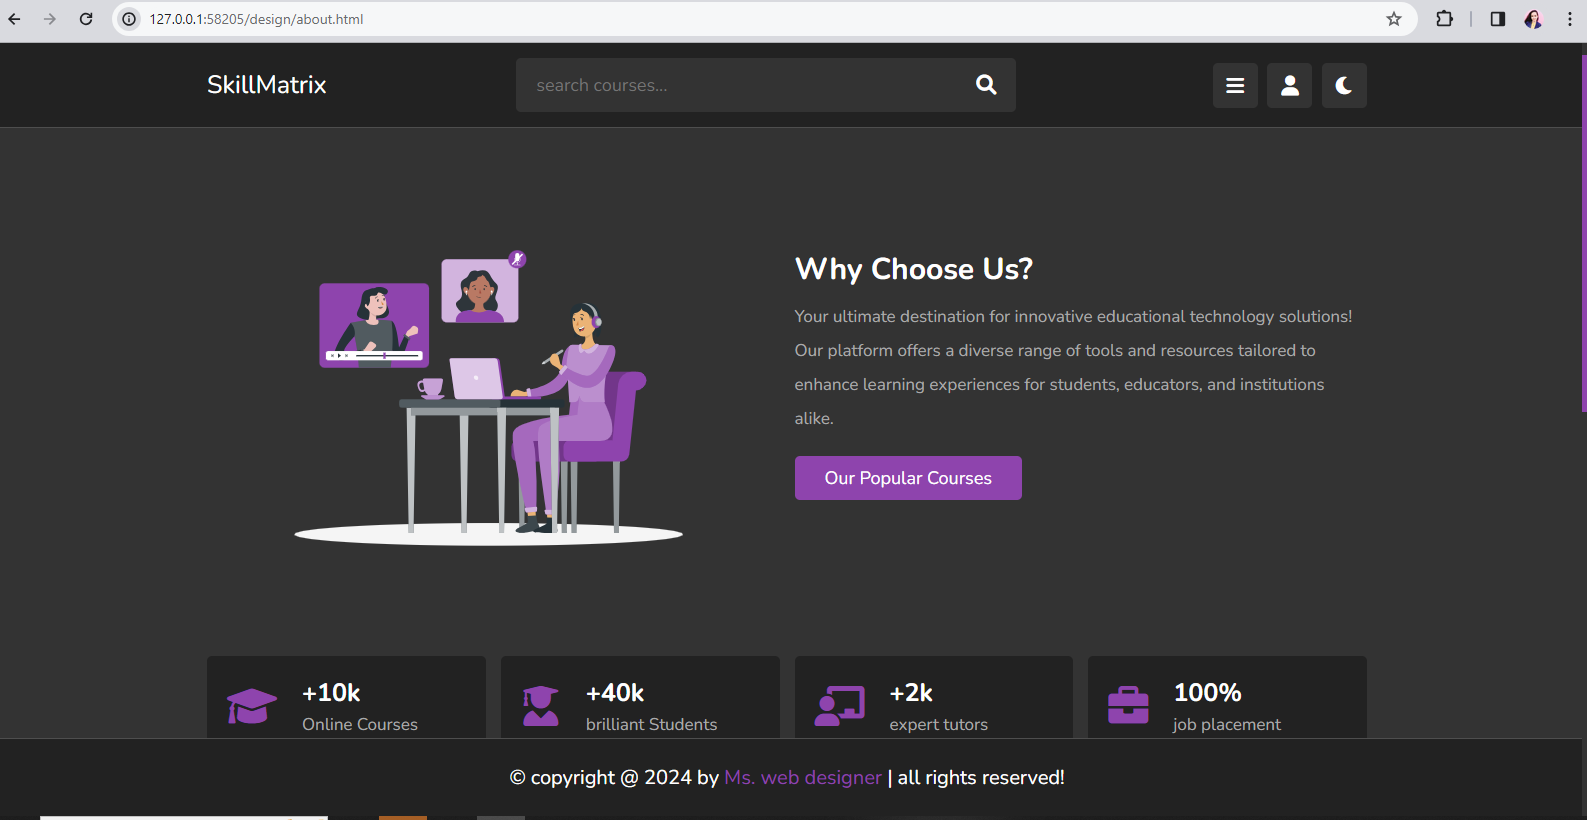 127.0.0.1:58205/design/about.html
SkillMatrix
search courses...
Why Choose Us?
Your ultimate destination for innovative educational technology solutions!
Our platform offers a diverse range of tools and resources tailored to
enhance learning experiences for students, educators, and institutions
alike.
Our Popular Courses
+10k
Online Courses
+40k
brilliant Students
+2k
expert tutors
100%
job placement
© copyright @ 2024 by Ms. web designer | all rights reserved!